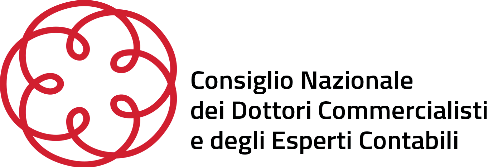 Consiglio Nazionale
dei Dottori Commercialisti
e degli Esperti Contabili